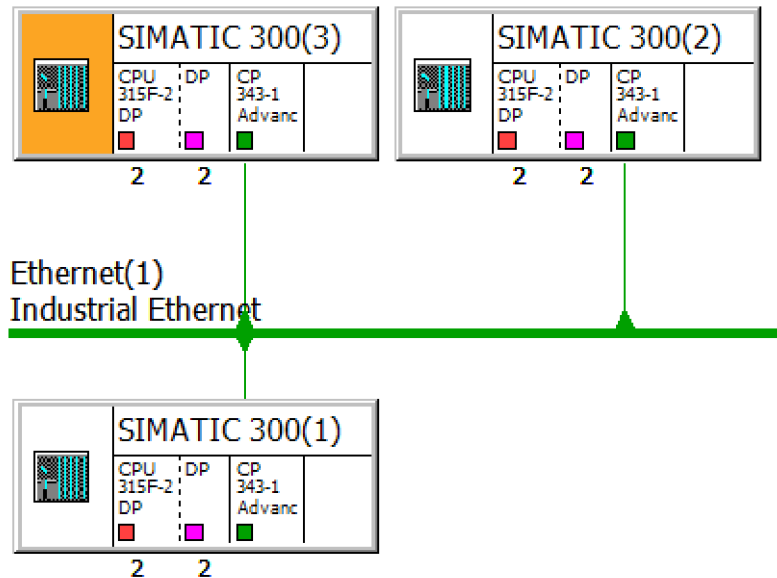 SIMATIC 300(3)
CPU
315F-2
DP
DP
CP
343-1
Advanc
2
2
SIMATIC 300(2)
CPU
315F-2
DP
DP
CP
343-1
Advanc
2
2
Ethernet(1)
Industrial Ethernet
SIMATIC 300(1)
CPU
315F-2
DP
DP
CP
343-1
Advanc
2
2